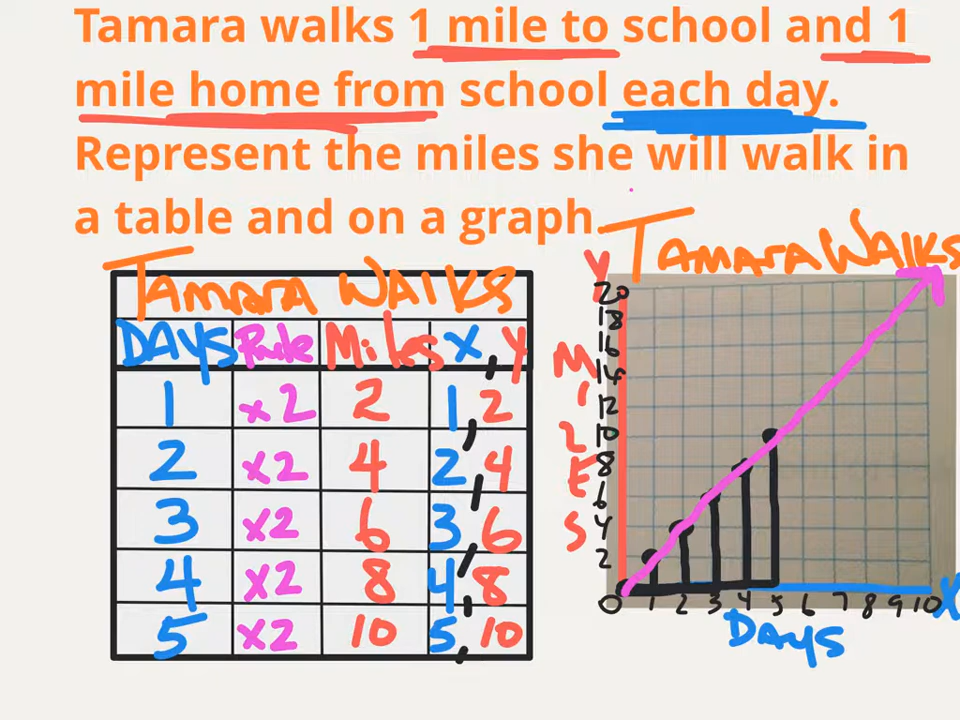 Tamara walks 1 mile to school and 1
mile home from school each day.
Represent the miles she will walk in
a table and on a graph.
TAMARA WALKS
DAYS Rule Miles x, y
1 x2 2 1,2
2 x2 4 2,4
3 x2 6 3,6
4 x2 8 4,8
5 x2 10 5,10
TAMARA WALKS
Y
20
18
16
14
12
10
8
6
4
2
MILES
0 1 2 3 4 5 6 7 8 9 10 X
DAYS